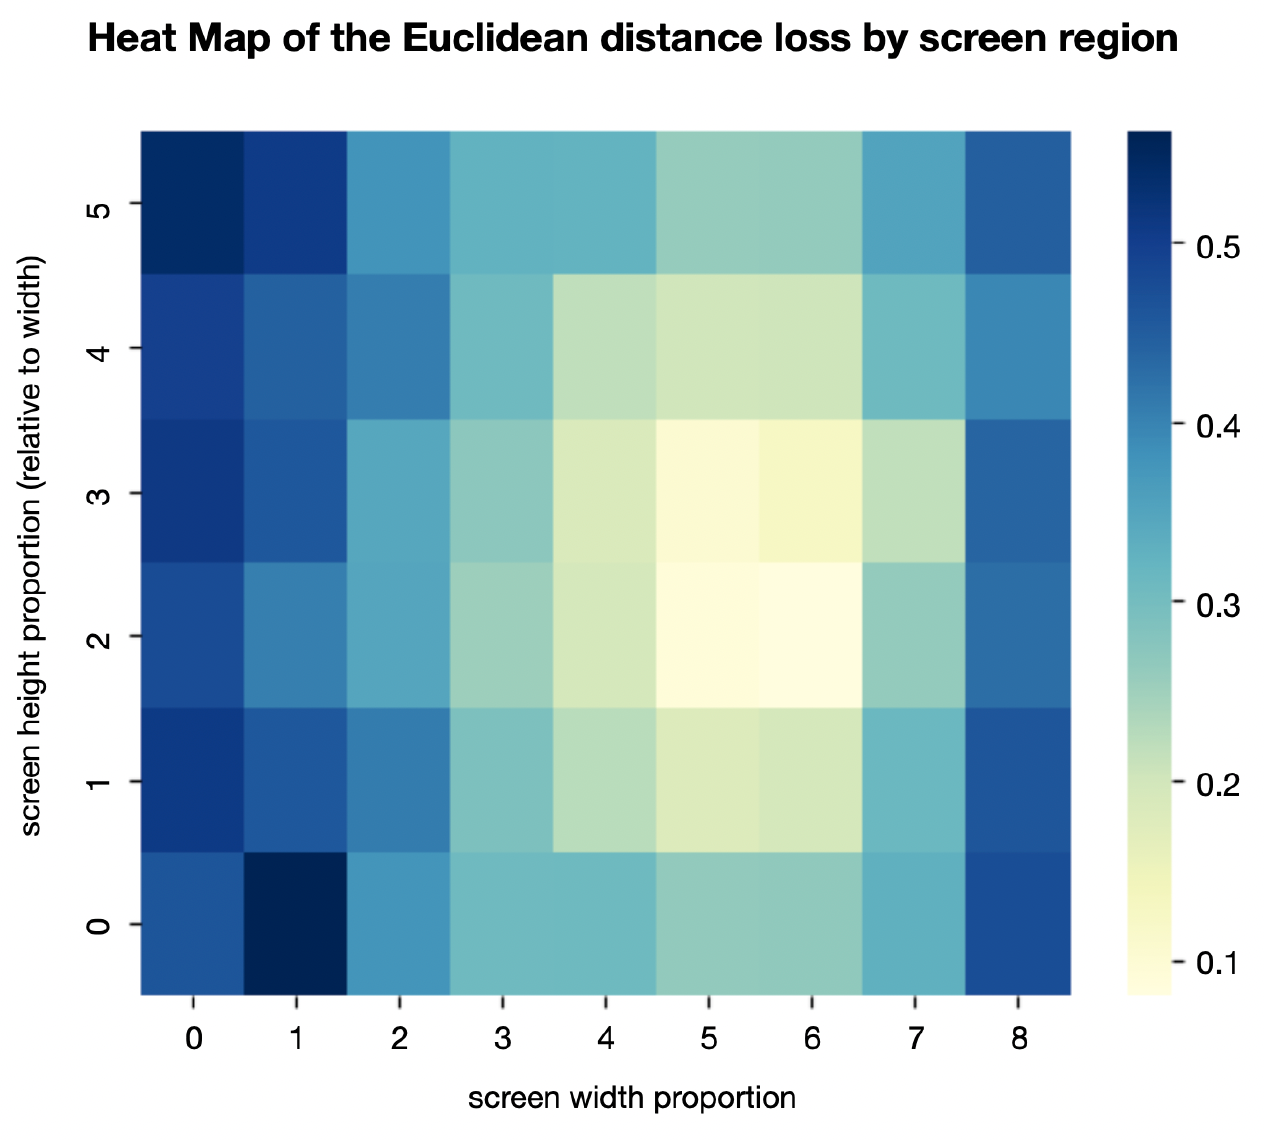 Heat Map of the Euclidean distance loss by screen region
screen height proportion (relative to width)
5
4
3
2
1
0
0 1 2 3 4 5 6 7 8
screen width proportion
0.5
0.4
0.3
0.2
0.1